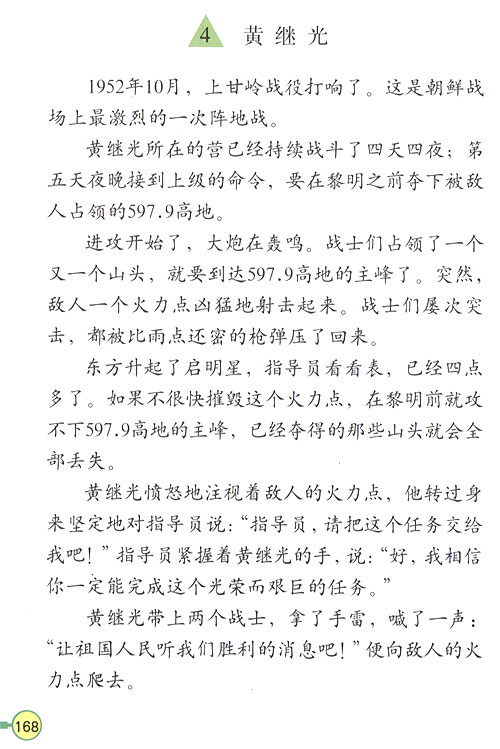 4 黄继光
1952年10月，上甘岭战役打响了。这是朝鲜战
场上最激烈的一次阵地战。
黄继光所在的营已经持续战斗了四天四夜；第
五天夜晚接到上级的命令，要在黎明之前夺下被敌
人占领的597.9高地。
进攻开始了，大炮在轰鸣。战士们占领了一个
又一个山头，就要到达597.9高地的主峰了。突然，
敌人一个火力点凶猛地射击起来。战士们屡次突
击，都被比雨点还密的枪弹压了回来。
东方升起了启明星，指导员看看表，已经四点
多了。如果不很快摧毁这个火力点，在黎明前就攻
不下597.9高地的主峰，已经夺得的那些山头就会全
部丢失。
黄继光愤怒地注视着敌人的火力点，他转过身
来坚定地对指导员说：“指导员，请把这个任务交给
我吧！”指导员紧握着黄继光的手，说：“好，我相信
你一定能完成这个光荣而艰巨的任务。”
黄继光带上两个战士，拿了手雷，喊了一声：
“让祖国人民听我们胜利的消息吧！”便向敌人的火
力点爬去。
168